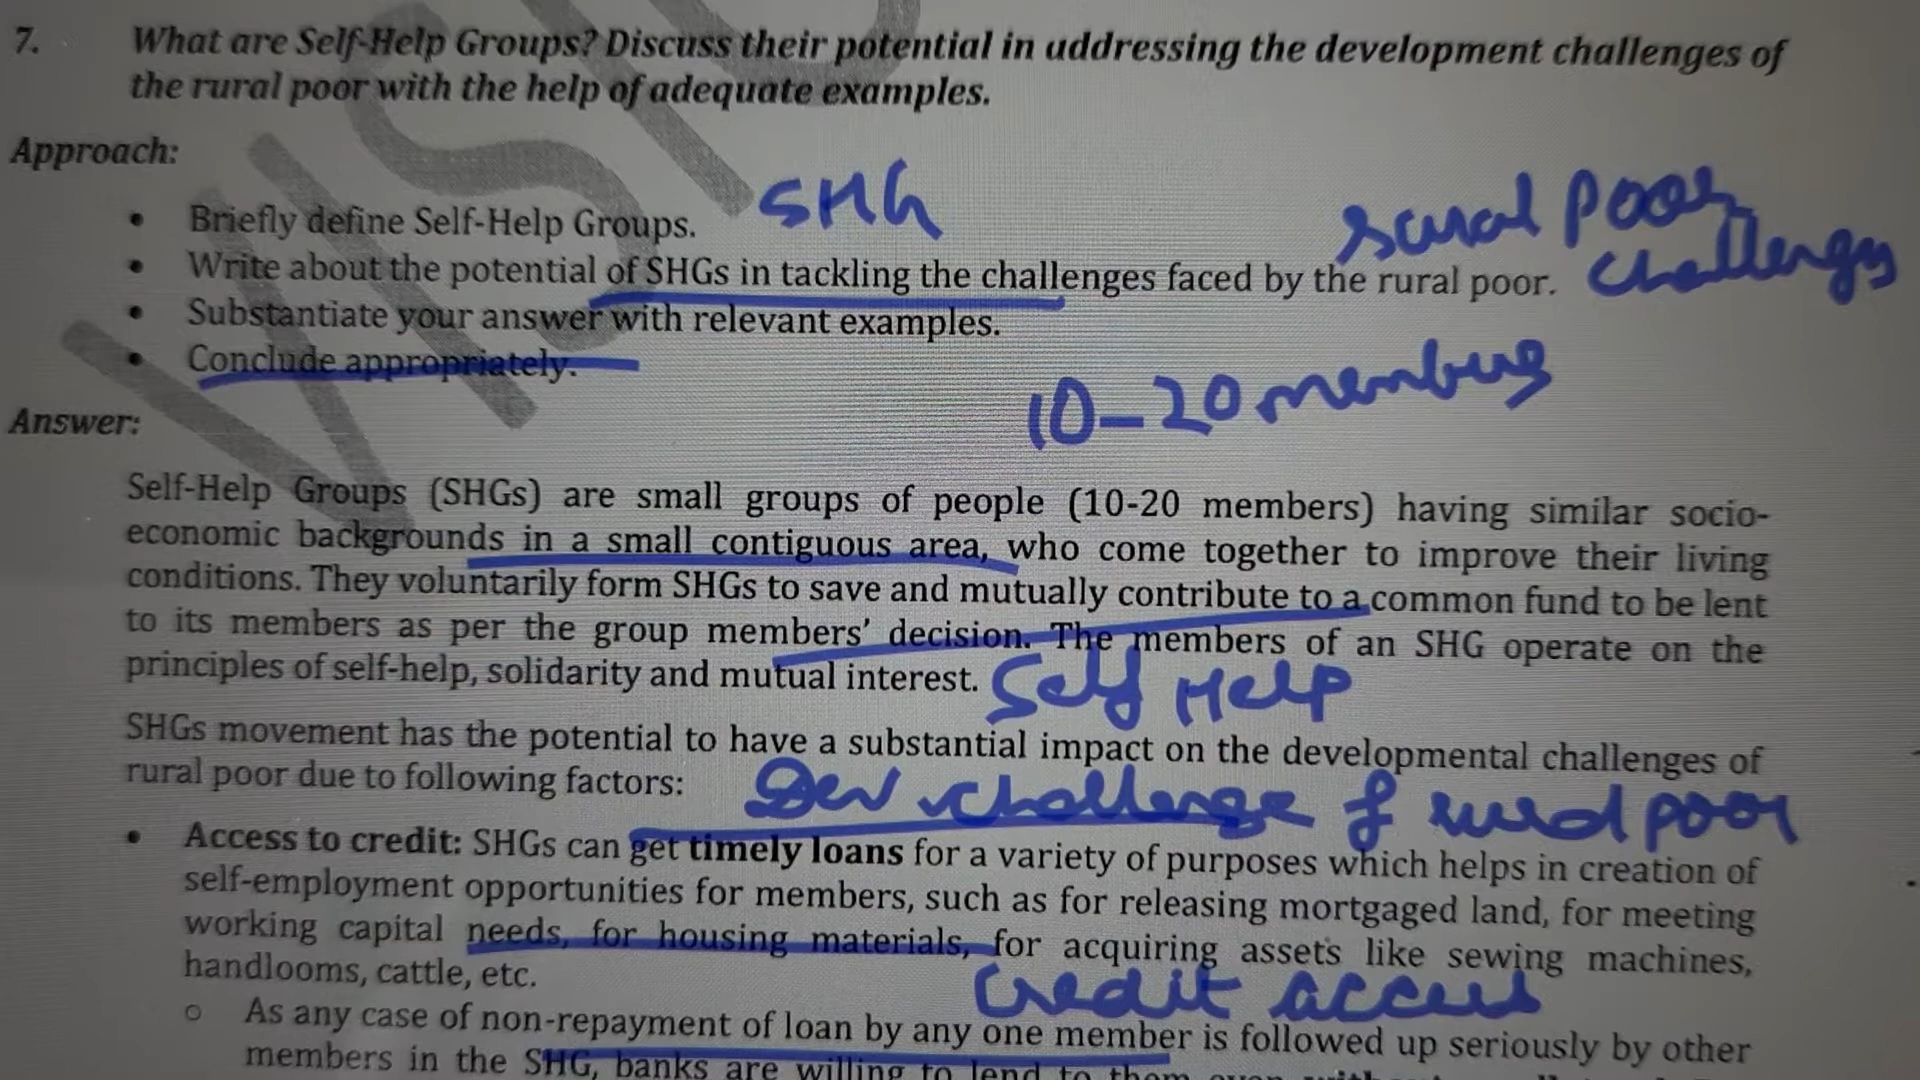 7. What are Self-Help Groups? Discuss their potential in addressing the development challenges of
the rural poor with the help of adequate examples.
Approach:
• Briefly define Self-Help Groups.
SHG
rural poor
challenges
• Write about the potential of SHGs in tackling the challenges faced by the rural poor.
• Substantiate your answer with relevant examples.
• Conclude appropriately.
10-20 members
Answer:
Self-Help Groups (SHGs) are small groups of people (10-20 members) having similar socio-
economic backgrounds in a small contiguous area, who come together to improve their living
conditions. They voluntarily form SHGs to save and mutually contribute to a common fund to be lent
to its members as per the group members' decision. The members of an SHG operate on the
principles of self-help, solidarity and mutual interest.
Self Help
SHGs movement has the potential to have a substantial impact on the developmental challenges of
rural poor due to following factors:
Dev challenge of rural poor
• Access to credit: SHGs can get timely loans for a variety of purposes which helps in creation of
self-employment opportunities for members, such as for releasing mortgaged land, for meeting
working capital needs, for housing materials, for acquiring assets like sewing machines,
handlooms, cattle, etc.
Credit access
o As any case of non-repayment of loan by any one member is followed up seriously by other
members in the SHG, banks are willing to lend to them even